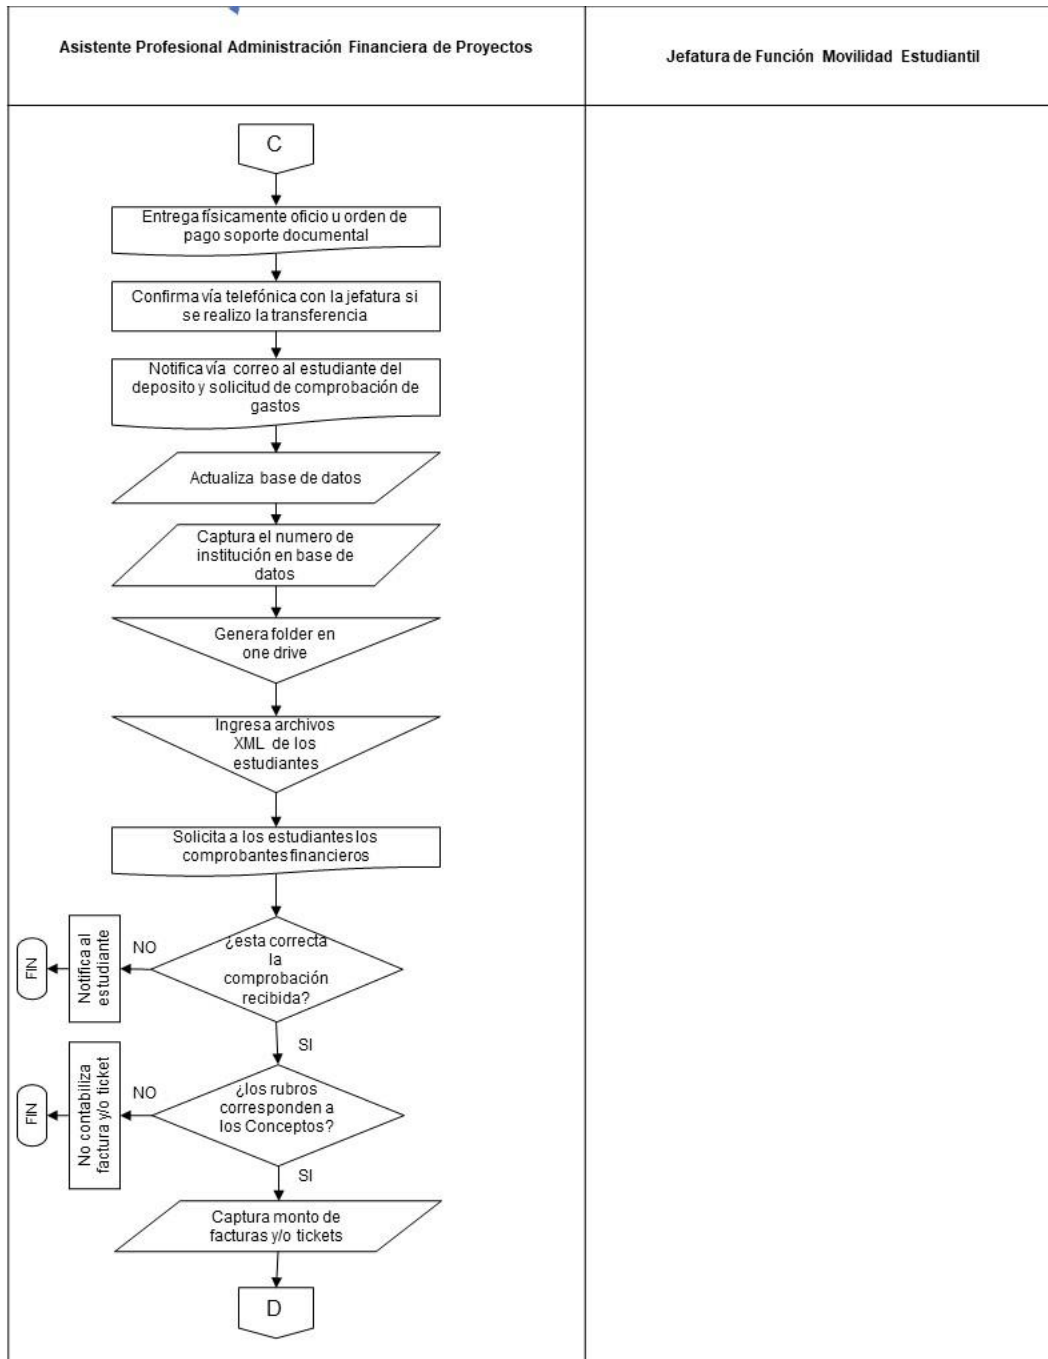 Asistente Profesional Administración Financiera de Proyectos
Jefatura de Función Movilidad Estudiantil
C
Entrega físicamente oficio u orden de
pago soporte documental
Confirma vía telefónica con la jefatura si
se realizo la transferencia
Notifica vía correo al estudiante del
deposito y solicitud de comprobación de
gastos
Actualiza base de datos
Captura el numero de
institución en base de
datos
Genera folder en
one drive
Ingresa archivos
XML de los
estudiantes
Solicita a los estudiantes los
comprobantes financieros
¿esta correcta
la
comprobación
recibida?
NO
Notifica al
estudiante
FIN
SI
¿los rubros
corresponden a
los Conceptos?
NO
No contabiliza
factura y/o ticket
FIN
SI
Captura monto de
facturas y/o tickets
D